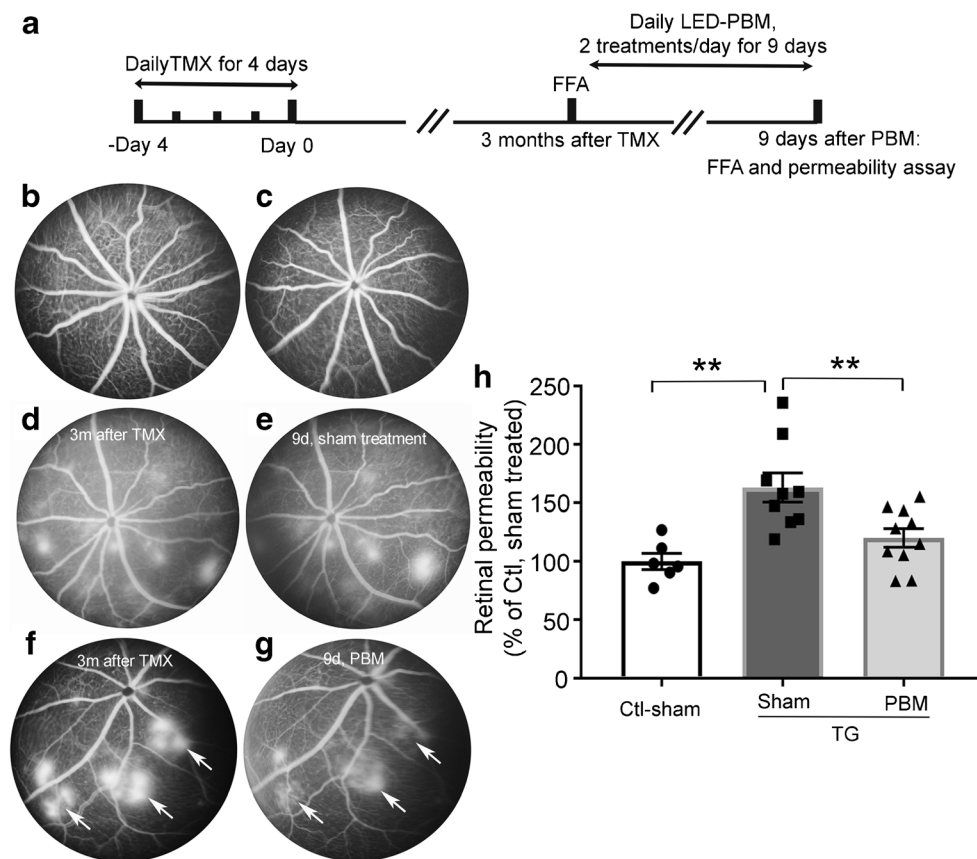 a
DailyTMX for 4 days
-Day 4
Day 0
FFA
3 months after TMX
Daily LED-PBM,
2 treatments/day for 9 days
9 days after PBM:
FFA and permeability assay
b
c
d
3m after TMX
e
9d, sham treatment
f
3m after TMX
g
9d, PBM
h
Retinal permeability
(% of Ctl, sham treated)
250
200
150
100
50
0
**
**
Ctl-sham
Sham
PBM
TG